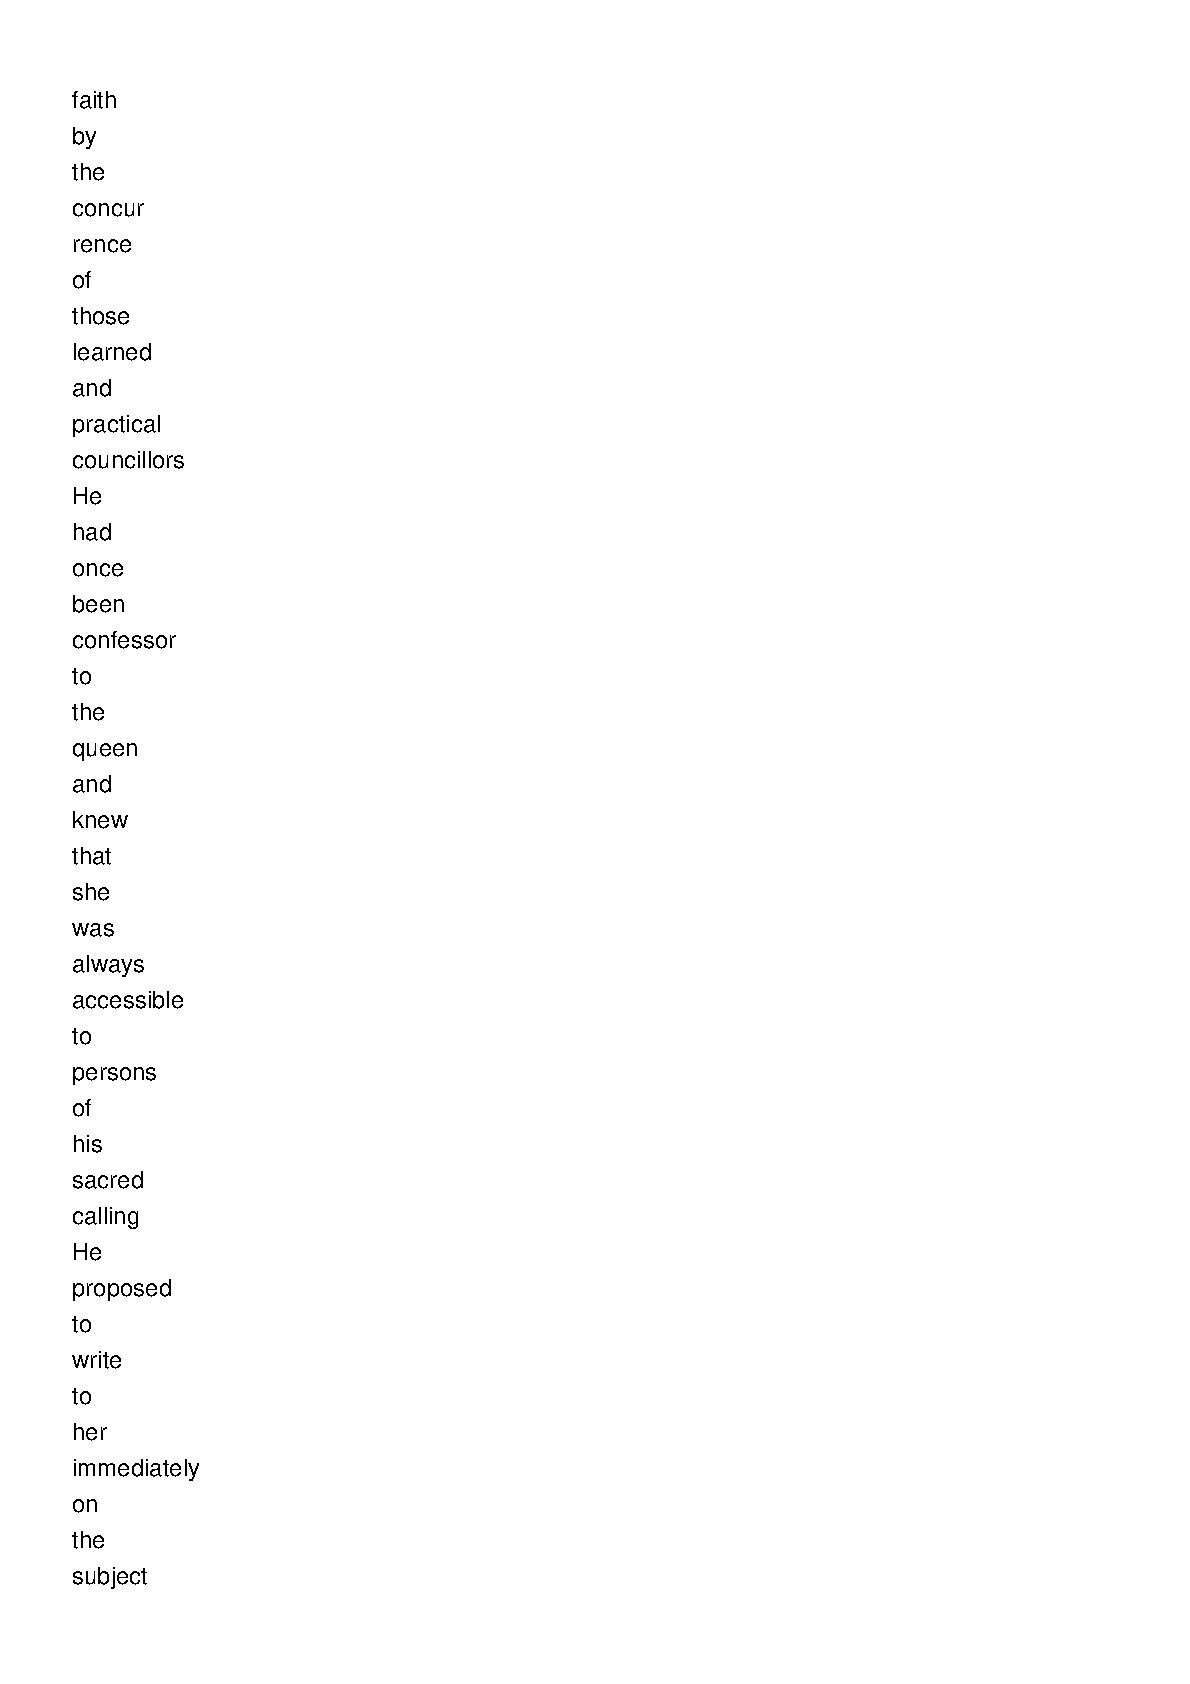 faith
by
the
concur
rence
of
those
learned
and
practical
councillors
He
had
once
been
confessor
to
the
queen
and
knew
that
she
was
always
accessible
to
persons
of
his
sacred
calling
He
proposed
to
write
to
her
immediately
on
the
subject